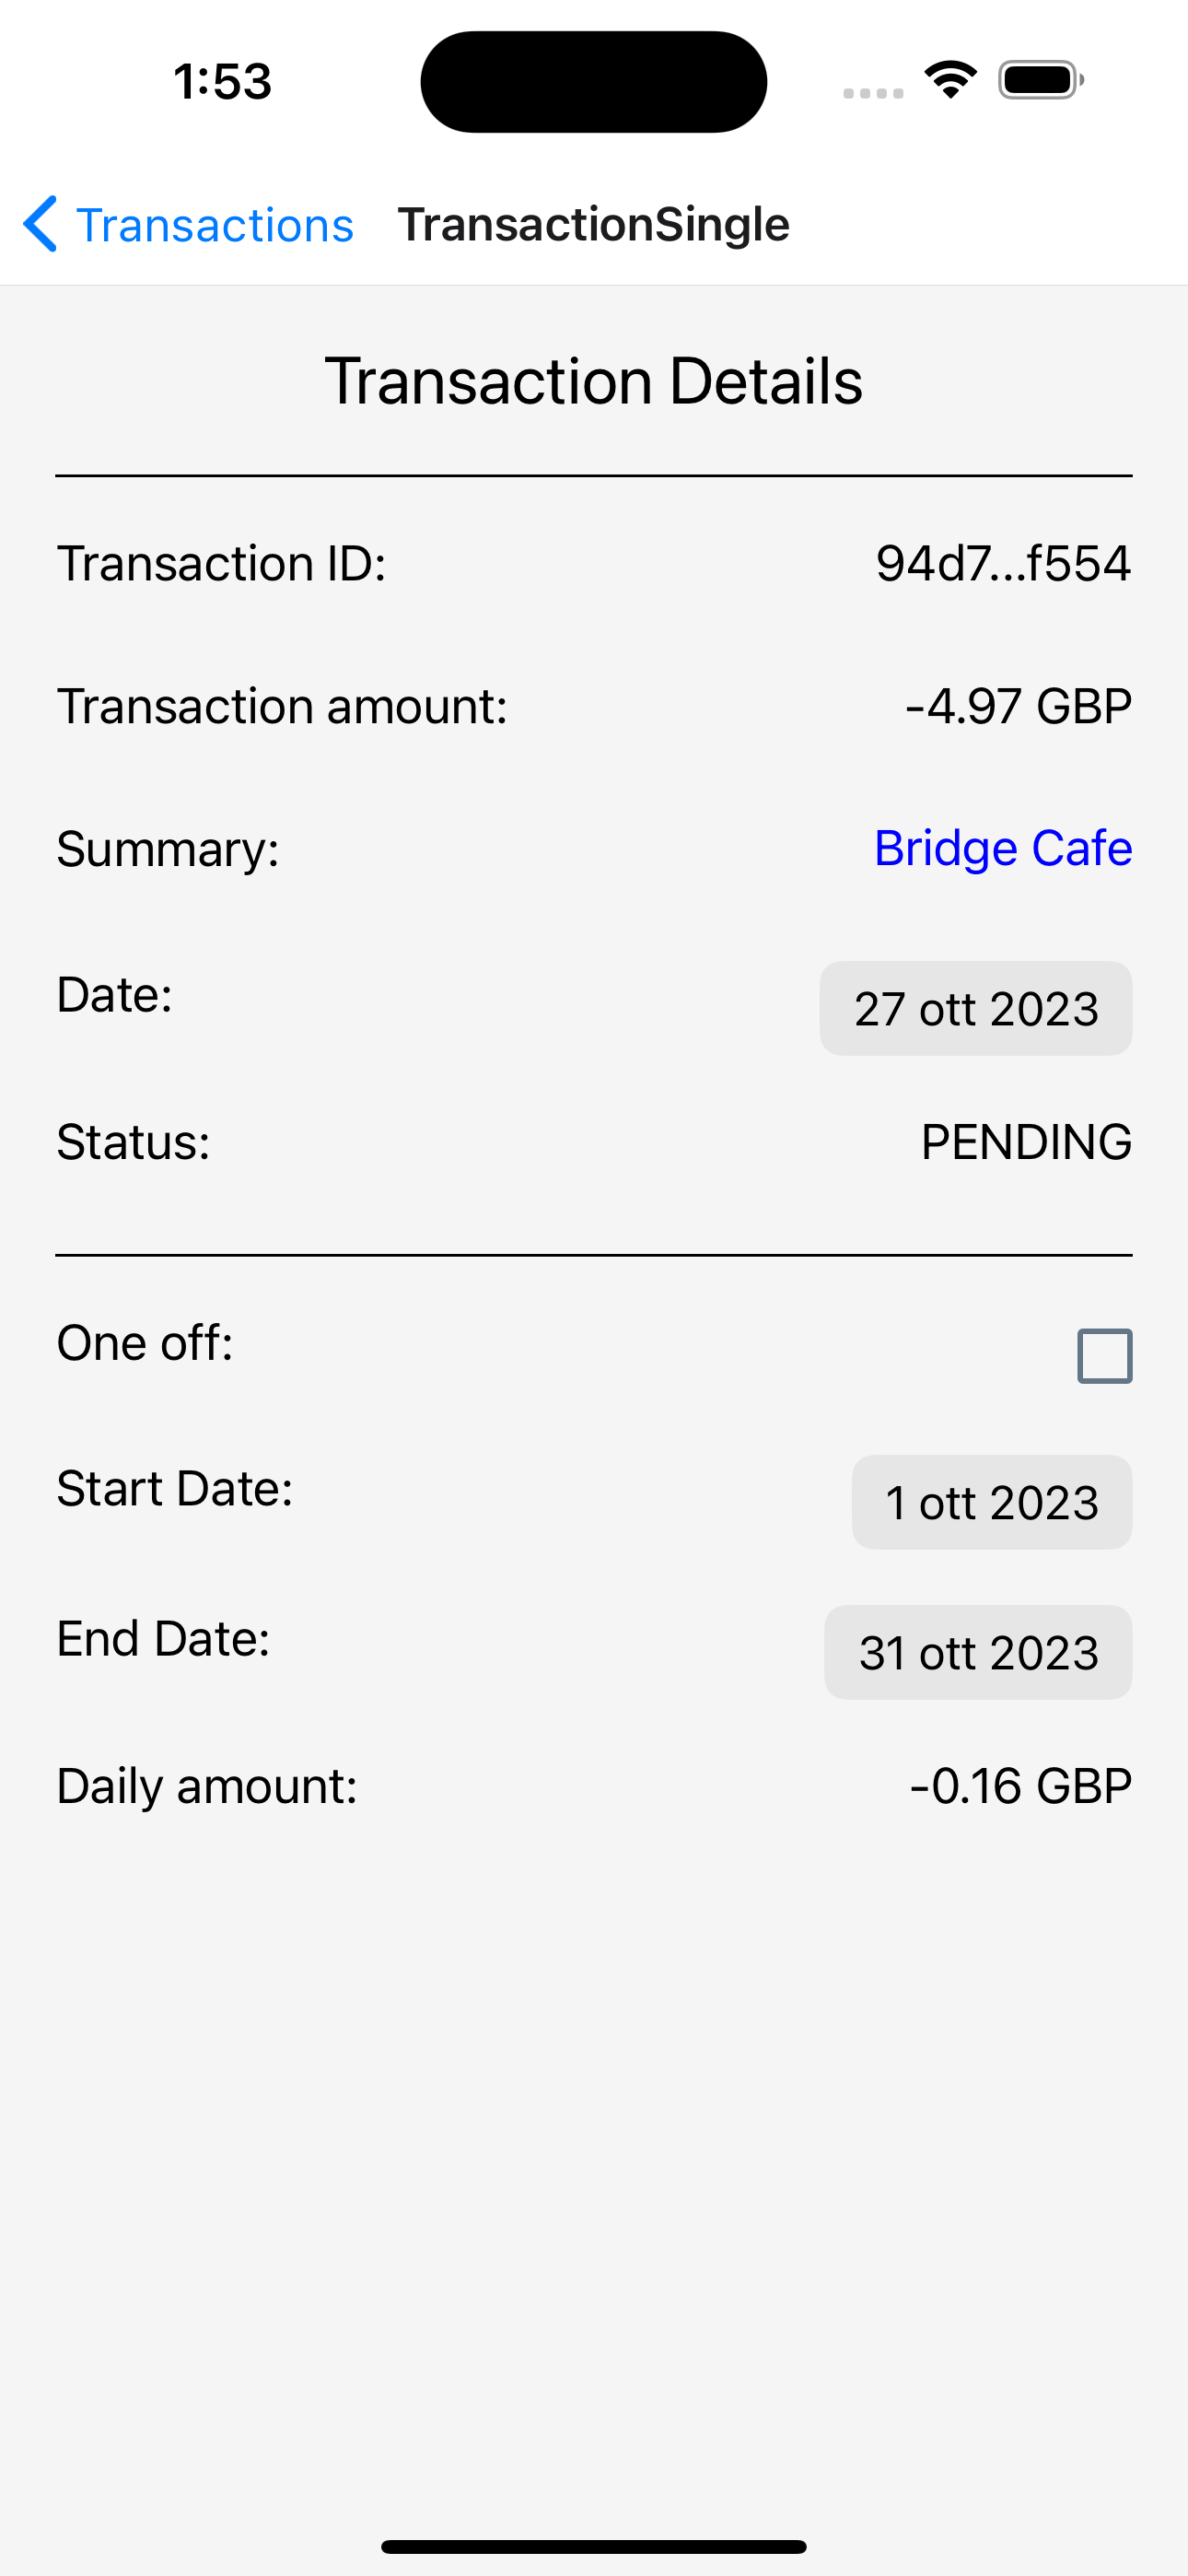 1:53
Transactions TransactionSingle
Transaction Details
Transaction ID: 94d7...f554
Transaction amount: -4.97 GBP
Summary: Bridge Cafe
Date: 27 ott 2023
Status: PENDING
One off:
Start Date: 1 ott 2023
End Date: 31 ott 2023
Daily amount: -0.16 GBP